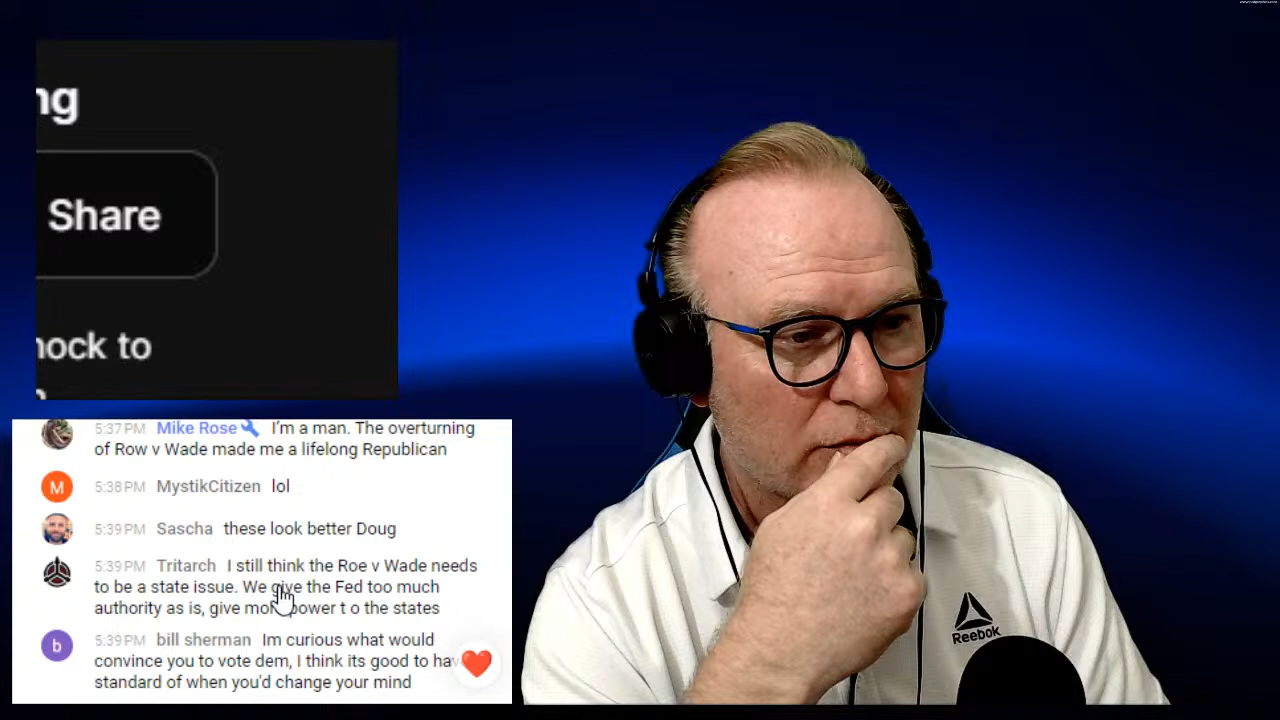 ng
Share
nock to
5:37 PM Mike Rose I'm a man. The overturning
of Row v Wade made me a lifelong Republican
M
5:38 PM MystikCitizen lol
5:39 PM Sascha these look better Doug
5:39 PM Tritarch I still think the Roe v Wade needs
to be a state issue. We give the Fed too much
authority as is, give more power t o the states
b
5:39 PM bill sherman Im curious what would
convince you to vote dem, I think its good to hav
standard of when you'd change your mind
Reebok